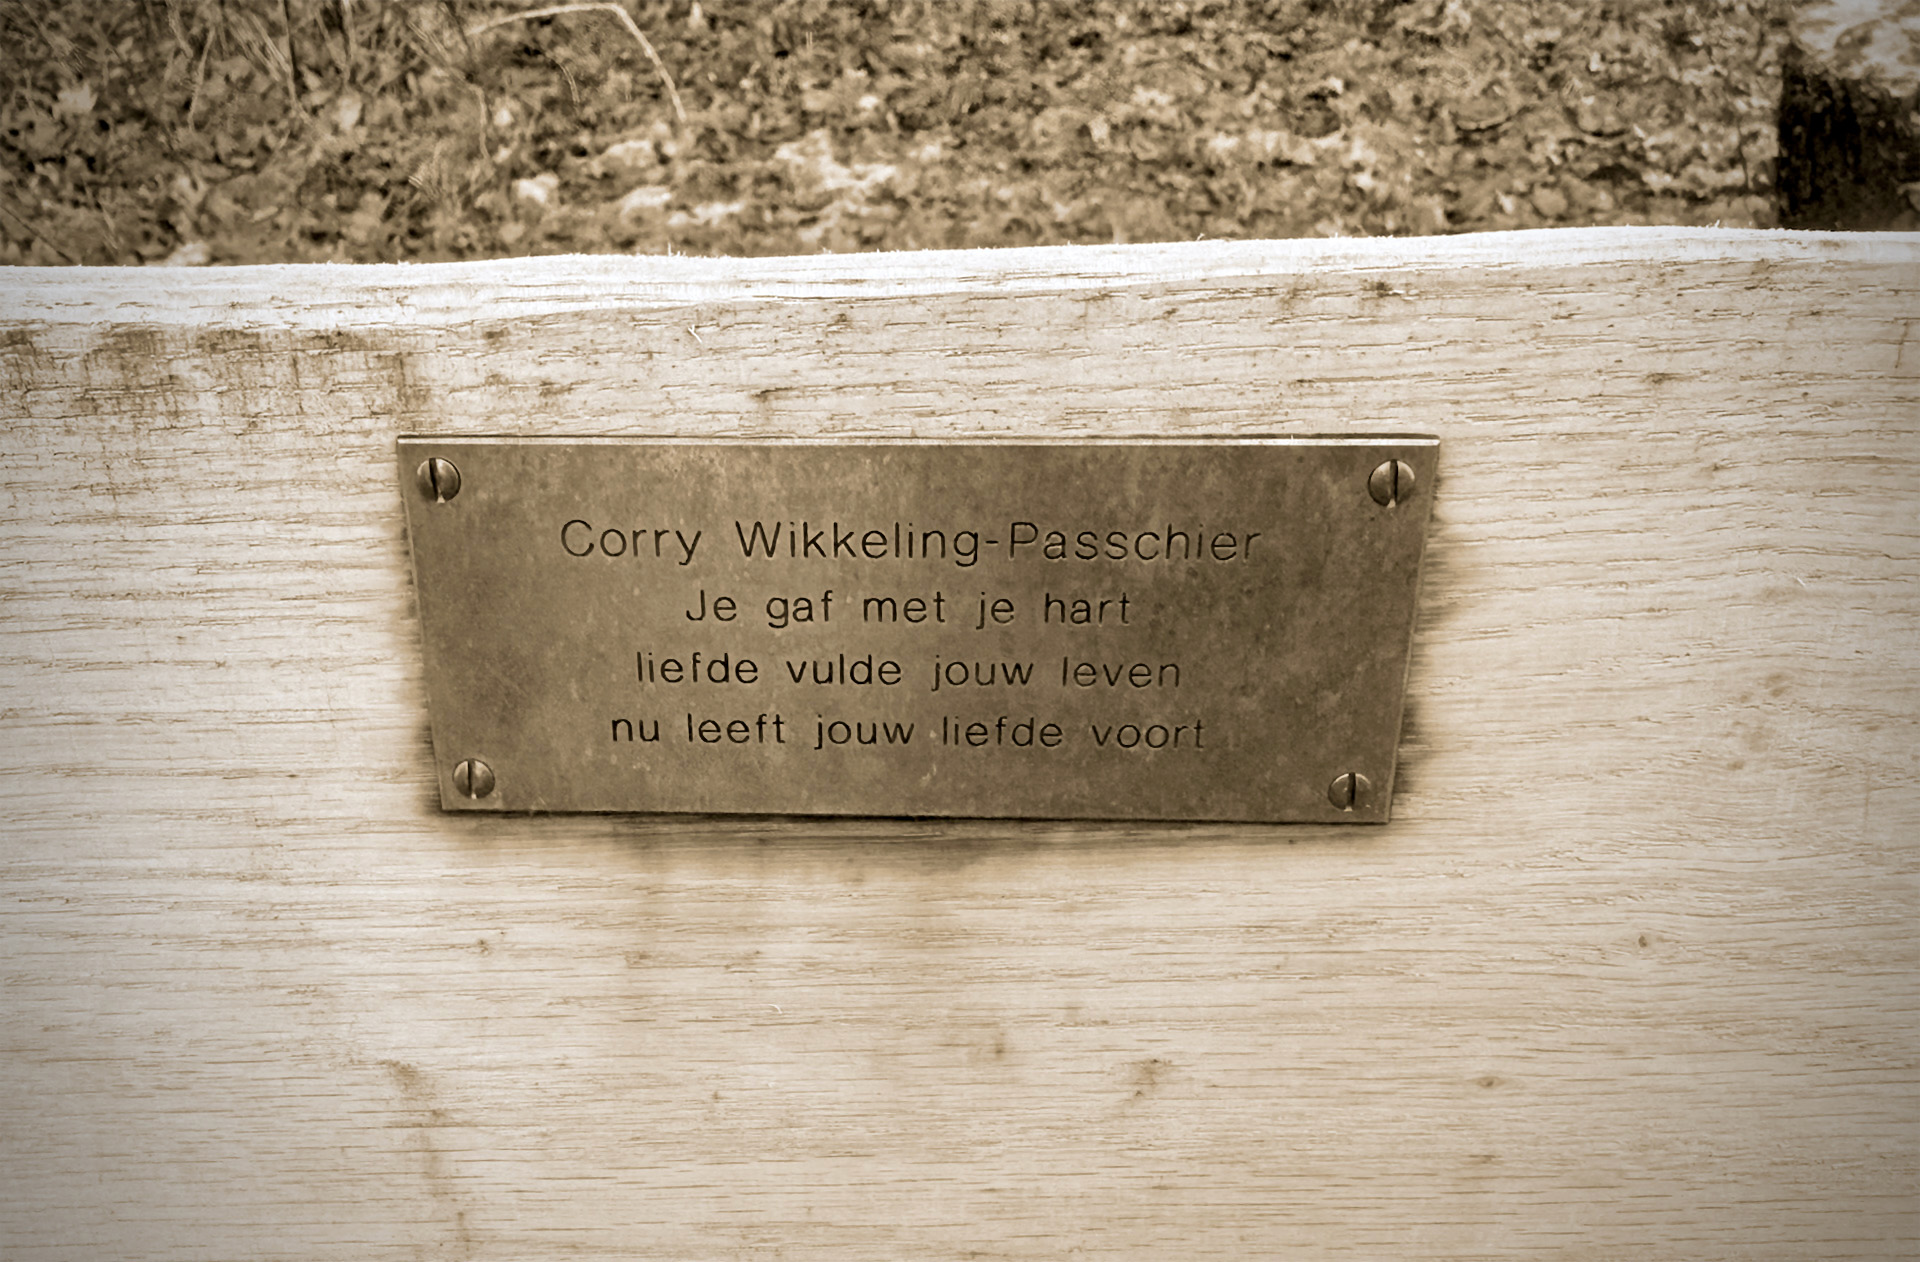 Corry Wikkeling-Passchier
Je gaf met je hart
liefde vulde jouw leven
nu leeft jouw liefde voort